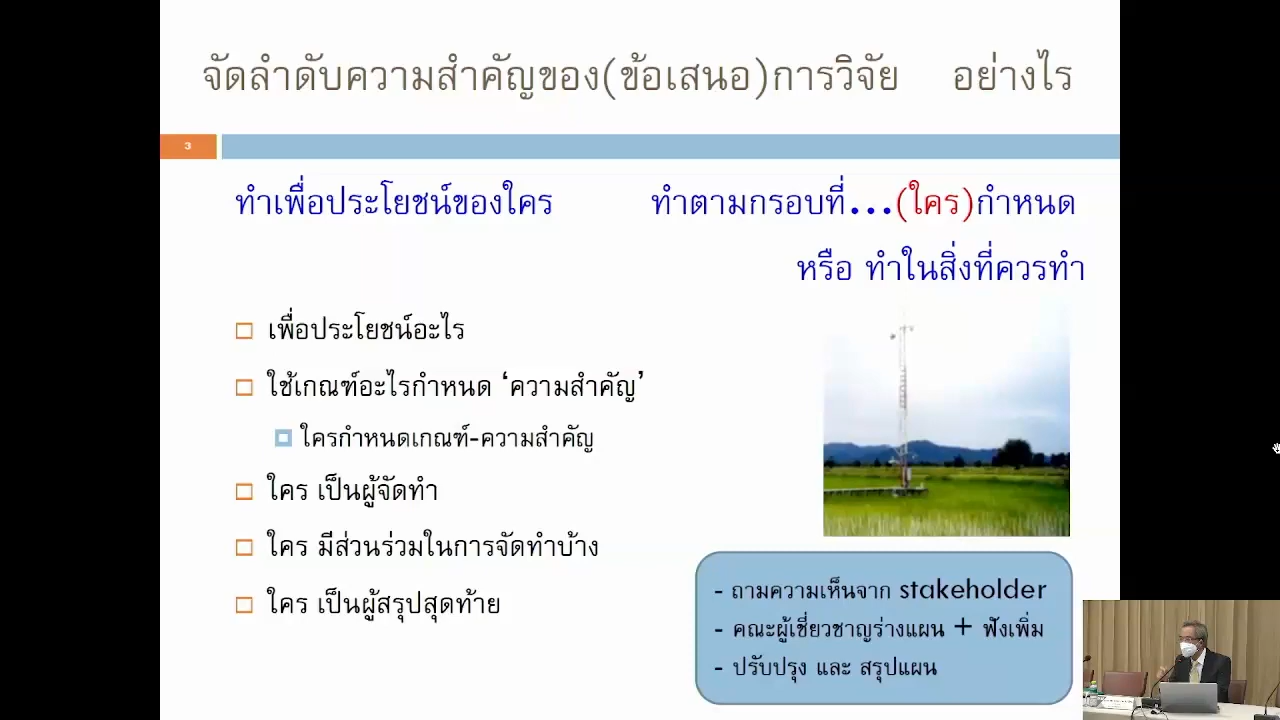 จัดลำดับความสำคัญของ(ข้อเสนอ)การวิจัย อย่างไร
3
ทำเพื่อประโยชน์ของใคร ทำตามกรอบที่...(ใคร)กำหนด
หรือ ทำในสิ่งที่ควรทำ
เพื่อประโยชน์อะไร
ใช้เกณฑ์อะไรกำหนด ‘ความสำคัญ’
ใครกำหนดเกณฑ์-ความสำคัญ
ใคร เป็นผู้จัดทำ
ใคร มีส่วนร่วมในการจัดทำบ้าง
ใคร เป็นผู้สรุปสุดท้าย
- ถามความเห็นจาก stakeholder
- คณะผู้เชี่ยวชาญร่างแผน + ฟังเพิ่ม
- ปรับปรุง และ สรุปแผน